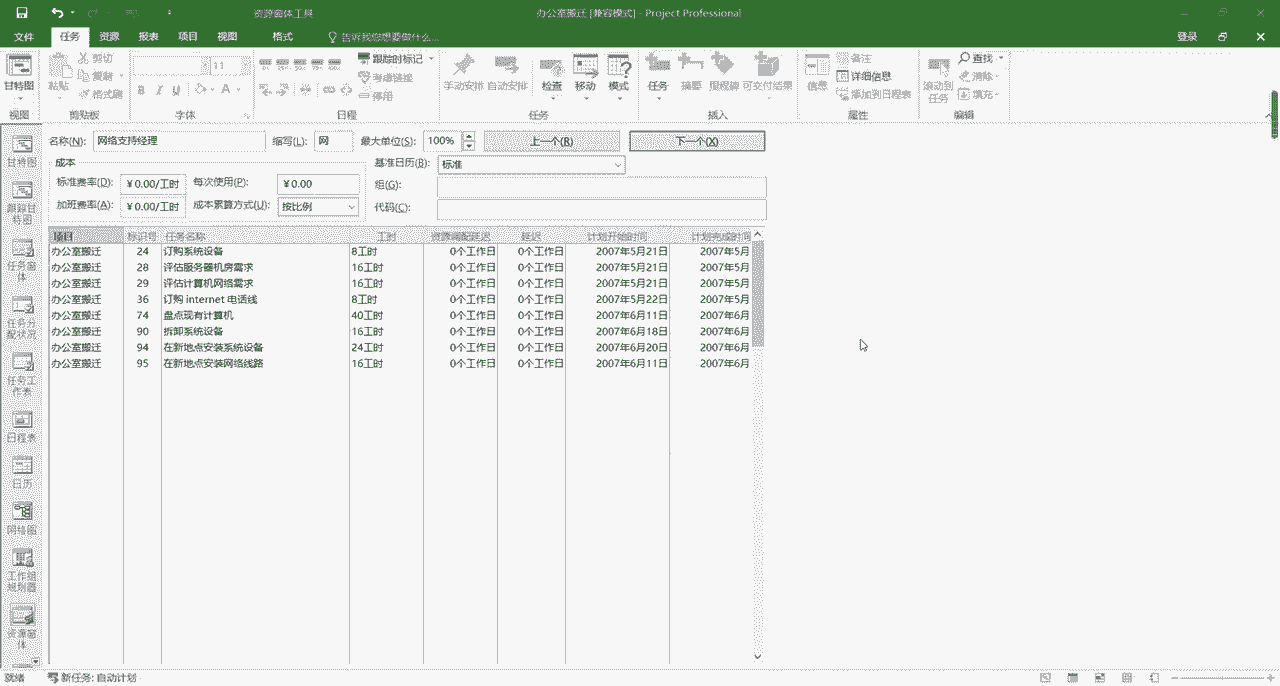 资源窗体工具
办公室搬迁 [兼容模式] - Project Professional
文件 任务 资源 报表 项目 视图 格式 告诉我您想要做什么... 登录
甘特图 粘贴 剪切 复制 格式刷 11 B I U 跟踪时标记 考虑链接 停用 手动安排 自动安排 检查 移动 模式 任务 摘要 里程碑 可交付结果 信息 备注 详细信息 添加到日程表 滚动到任务 查找 清除 填充
视图 剪贴板 字体 日程 任务 插入 属性 编辑
名称(N): 网络支持经理 缩写(L): 网 最大单位(S): 100% 上一个(R) 下一个(X)
成本 基准日历(B): 标准
标准费率(D): ¥0.00/工时 每次使用(P): ¥0.00 组(G):
加班费率(A): ¥0.00/工时 成本累算方式(U): 按比例 代码(C):
项目 标识号 任务名称 工时 资源调配延迟 延迟 计划开始时间 计划完成时间
办公室搬迁 24 订购系统设备 8工时 0个工作日 0个工作日 2007年5月21日 2007年5月
办公室搬迁 28 评估服务器机房需求 16工时 0个工作日 0个工作日 2007年5月21日 2007年5月
办公室搬迁 29 评估计算机网络需求 16工时 0个工作日 0个工作日 2007年5月21日 2007年5月
办公室搬迁 36 订购 internet 电话线 8工时 0个工作日 0个工作日 2007年5月22日 2007年5月
办公室搬迁 74 盘点现有计算机 40工时 0个工作日 0个工作日 2007年6月11日 2007年6月
办公室搬迁 90 拆卸系统设备 16工时 0个工作日 0个工作日 2007年6月18日 2007年6月
办公室搬迁 94 在新地点安装系统设备 24工时 0个工作日 0个工作日 2007年6月20日 2007年6月
办公室搬迁 95 在新地点安装网络线路 16工时 0个工作日 0个工作日 2007年6月11日 2007年6月
甘特图
跟踪甘特图
任务窗体
任务分配状况
任务工作表
日程表
日历
网络图
工作组规划器
资源窗体
就绪 新任务: 自动计划